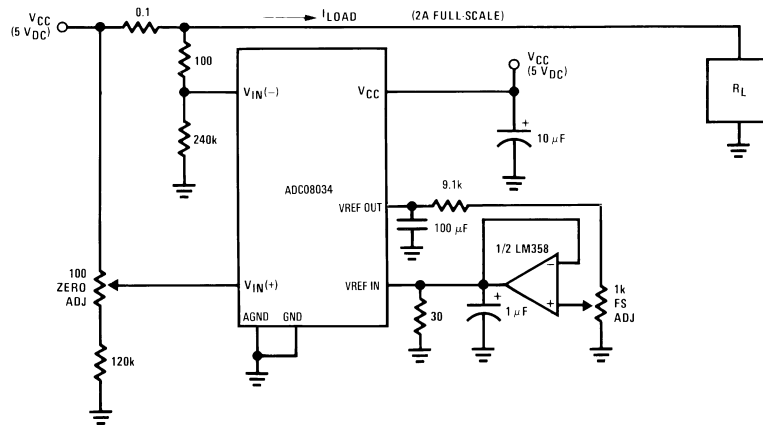 VCC
(5 VDC)
0.1
ILOAD
(2A FULL-SCALE)
100
VIN(−)
240k
VCC
VCC
(5 VDC)
+
10 μF
RL
ADC08034
9.1k
VREF OUT
100 μF
1/2 LM358
−
+
100
ZERO
ADJ
VIN(+)
VREF IN
30
+
1 μF
1k
FS
ADJ
AGND
GND
120k